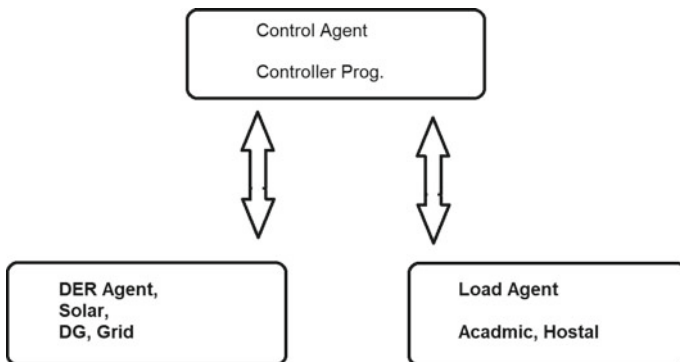 Control Agent
Controller Prog.
DER Agent,
Solar,
DG, Grid
Load Agent
Acadmic, Hostal